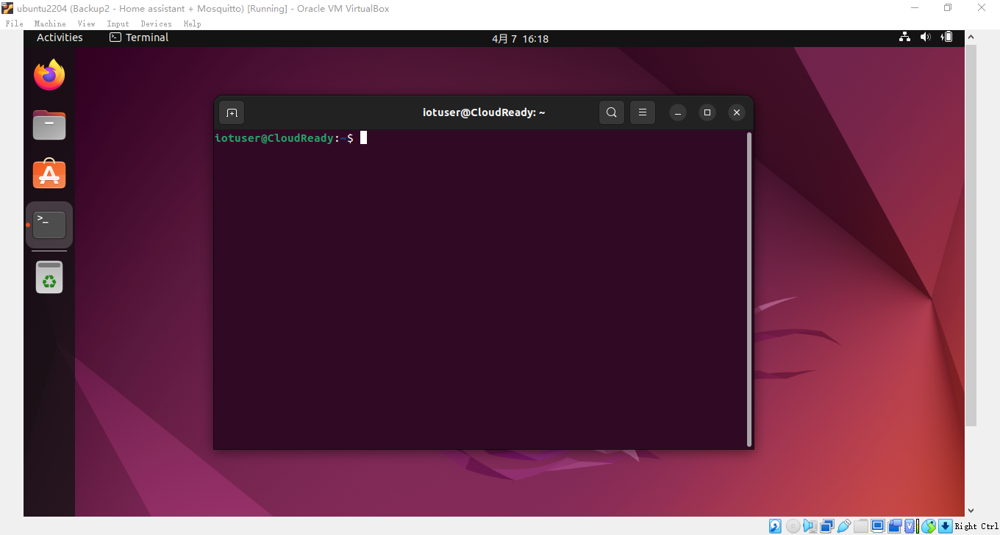 ubuntu2204 (Backup2 - Home assistant + Mosquitto) [Running] - Oracle VM VirtualBox
File Machine View Input Devices Help
Activities Terminal 4月 7 16:18
iotuser@CloudReady: ~
iotuser@CloudReady:~$
Right Ctrl